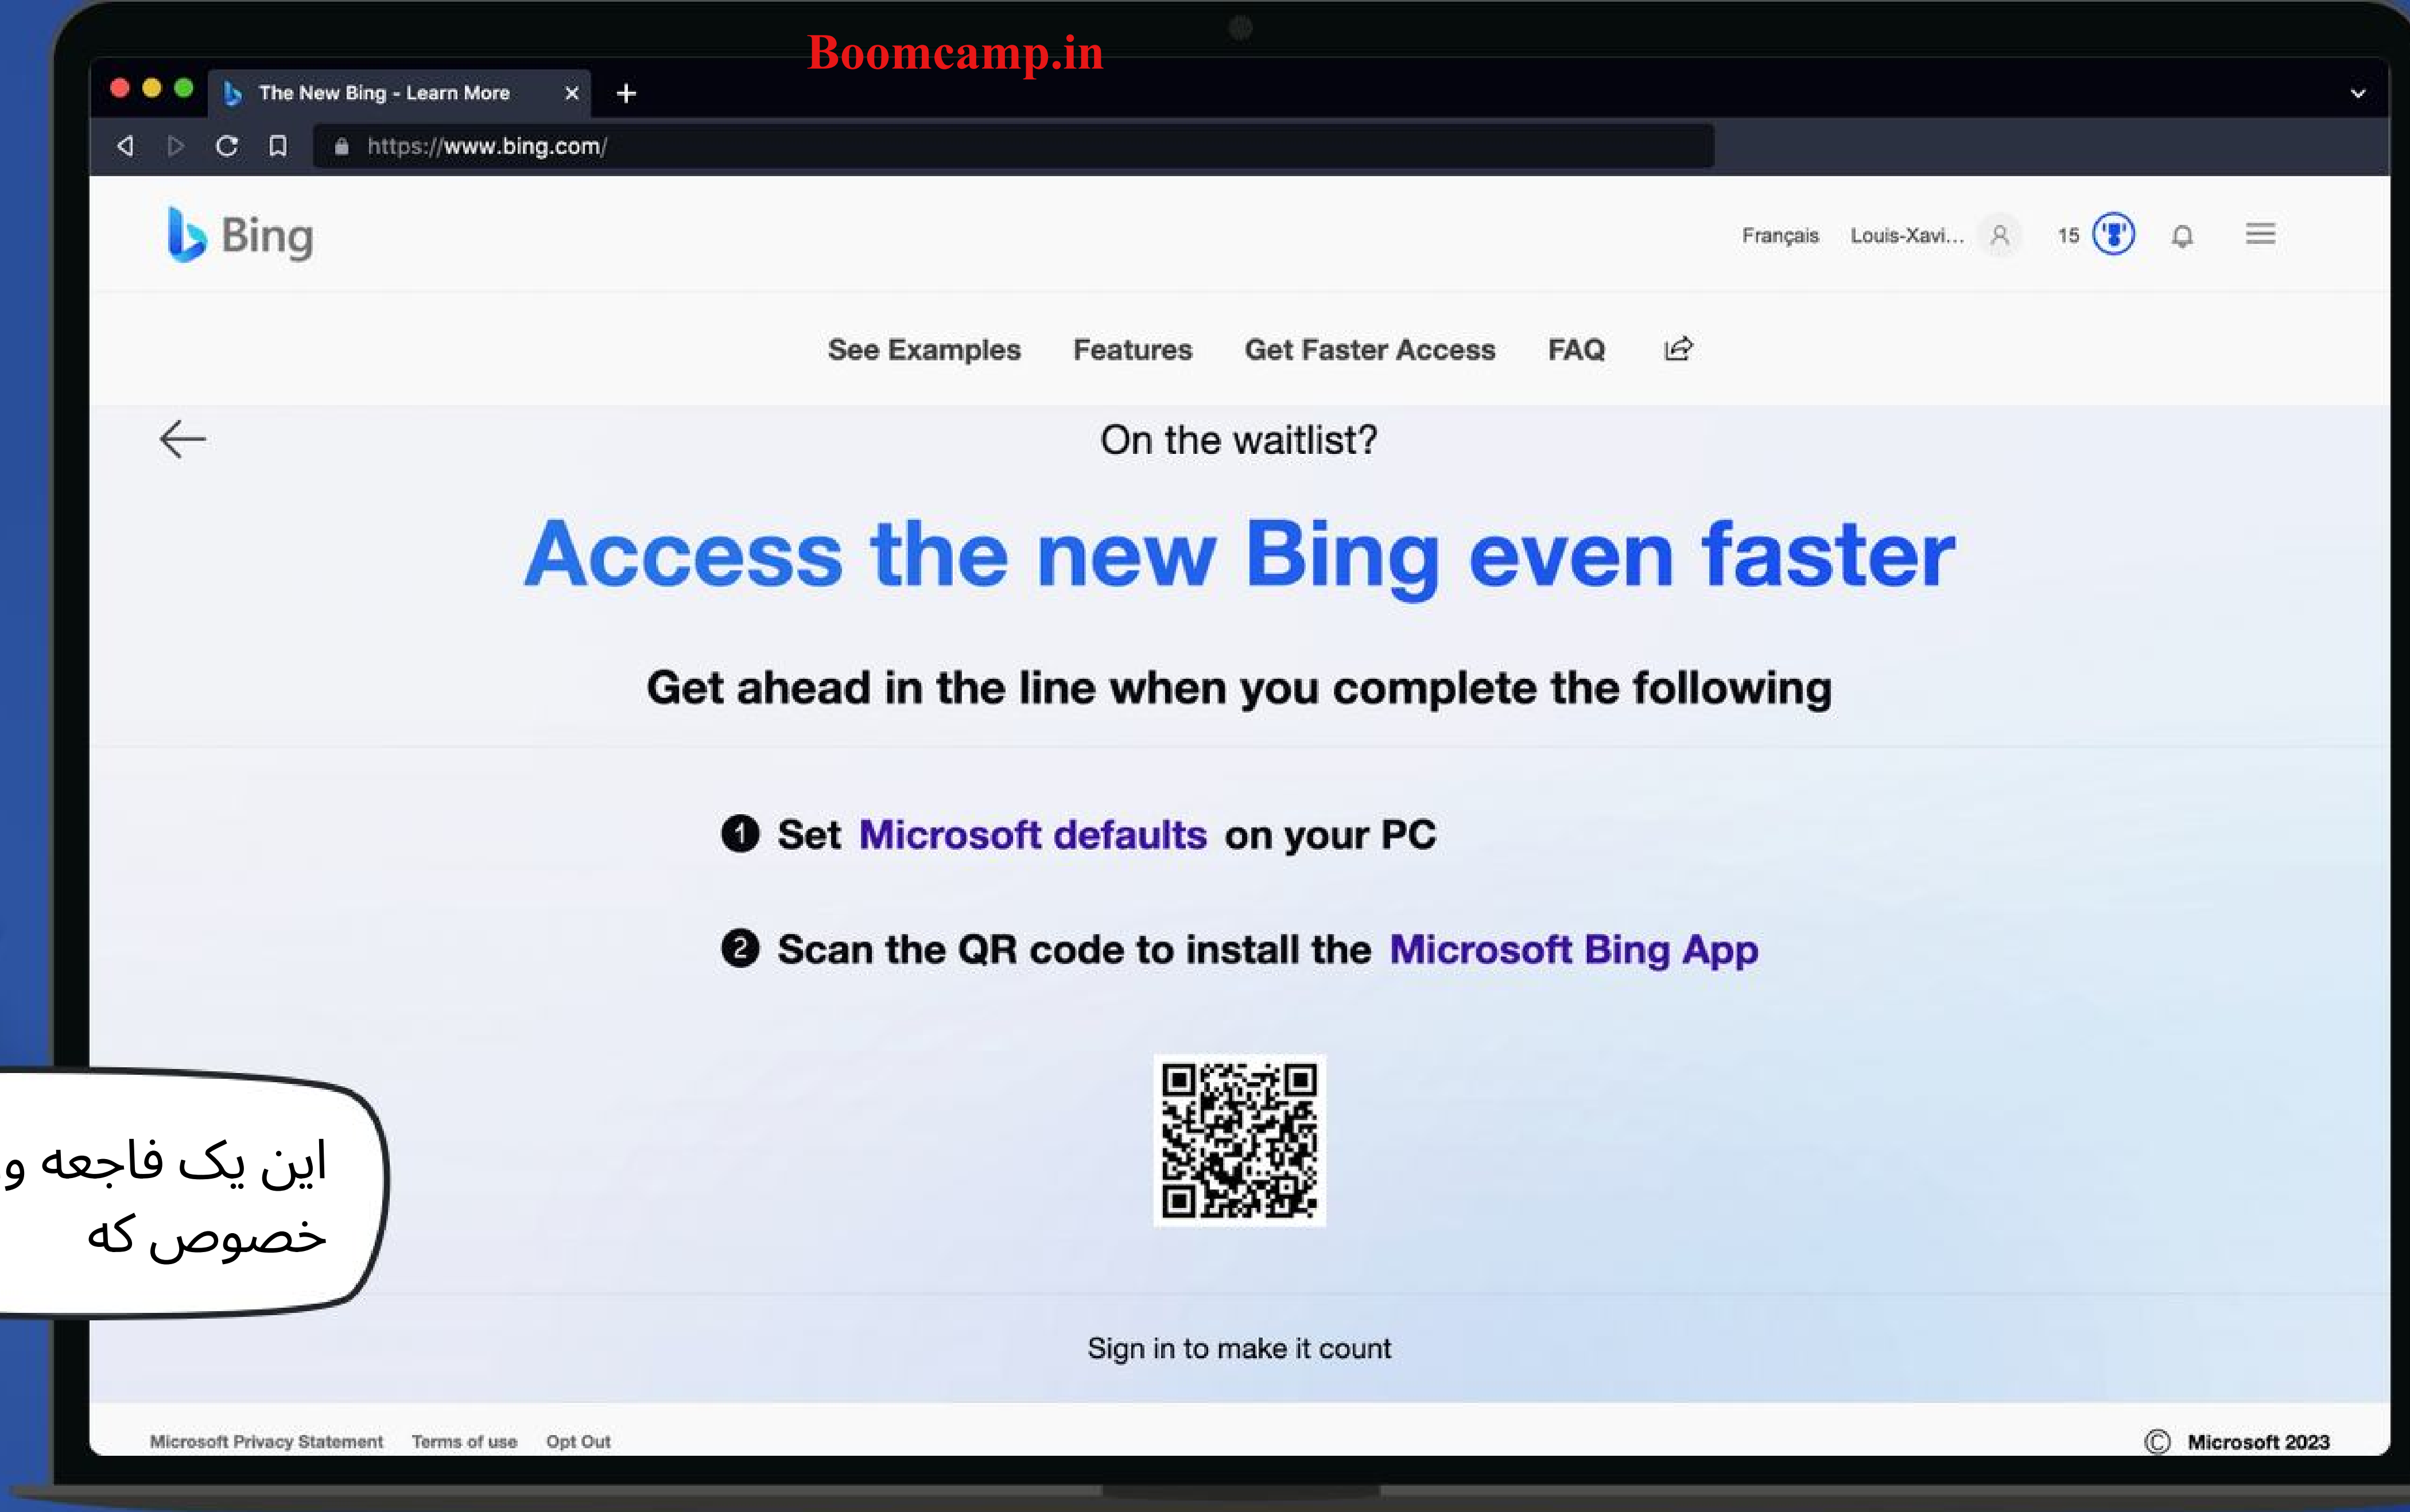 Boomcamp.in
The New Bing - Learn More
https://www.bing.com/
Bing
Français Louis-Xavi... 15
See Examples Features Get Faster Access FAQ
On the waitlist?
Access the new Bing even faster
Get ahead in the line when you complete the following
1 Set Microsoft defaults on your PC
2 Scan the QR code to install the Microsoft Bing App
این یک فاجعه و
خصوص که
Sign in to make it count
Microsoft Privacy Statement Terms of use Opt Out
© Microsoft 2023